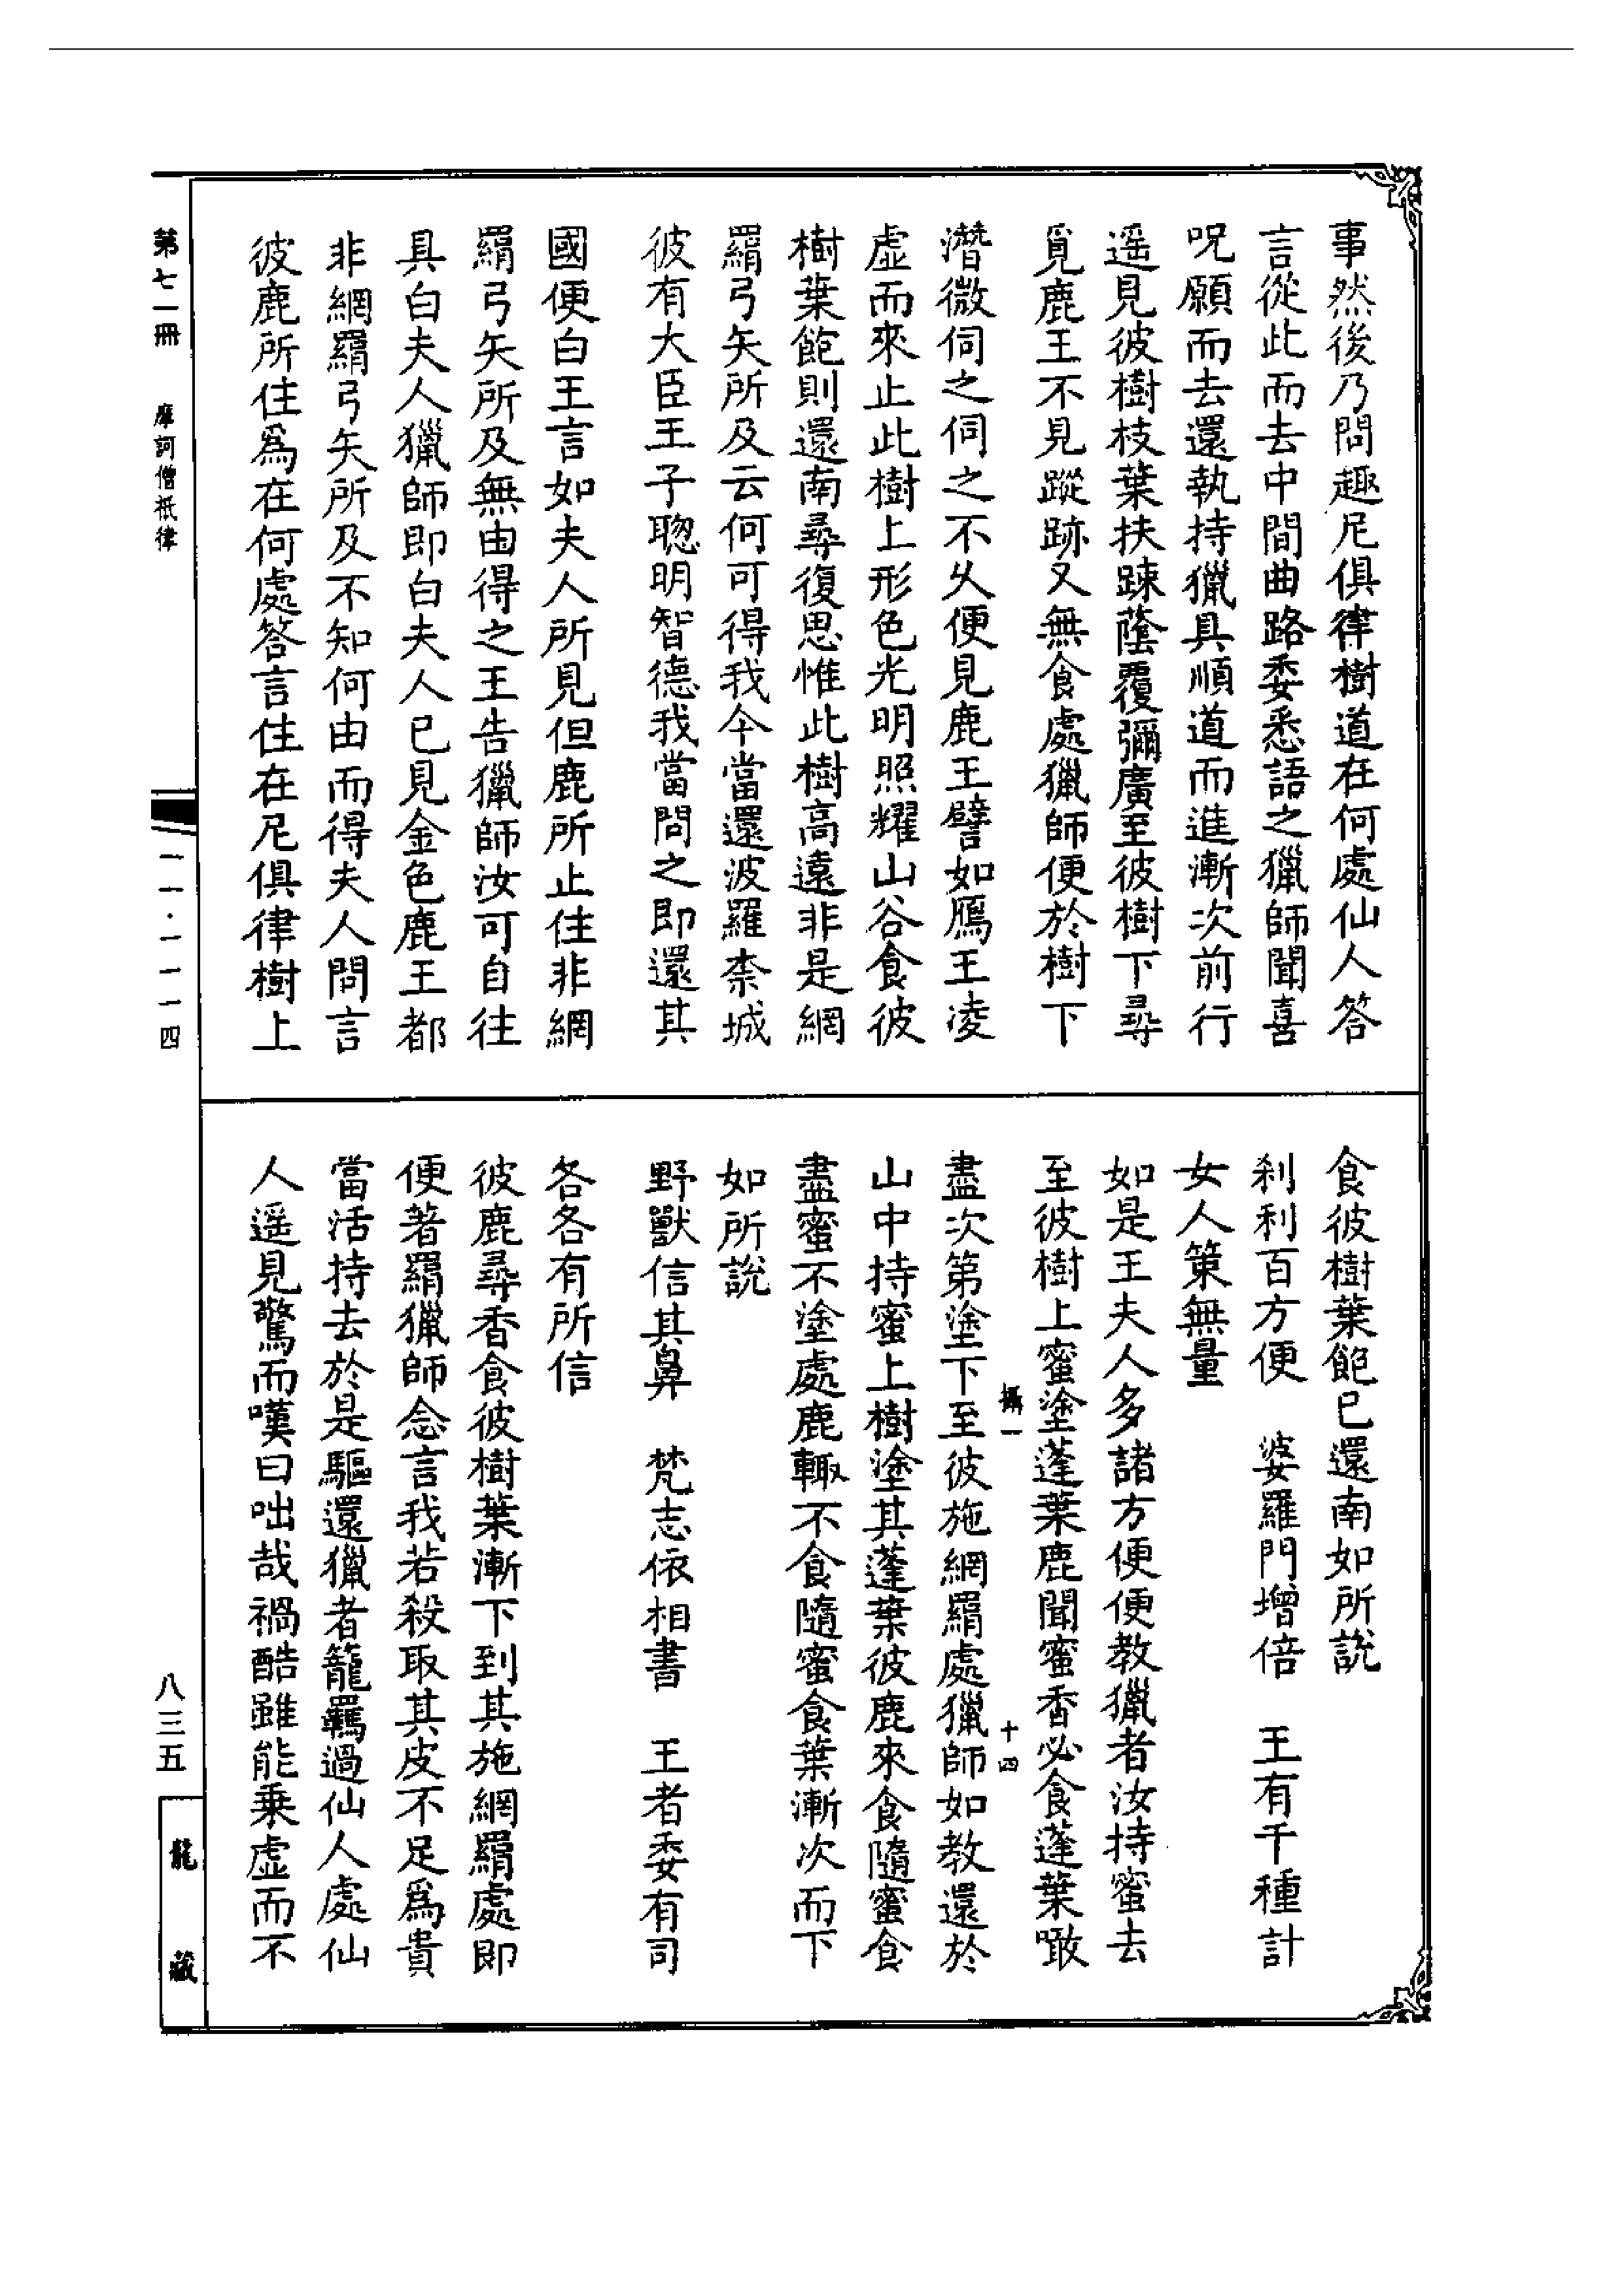 事然後乃問趣尼俱律樹道在何處仙人答
言從此而去中間曲路委悉語之獵師聞喜
呪願而去還執持獵具順道而進漸次前行
遥見彼樹枝葉扶踈蔭覆彌廣至彼樹下尋
覓鹿王不見蹤跡又無食處獵師便於樹下
潛微伺之伺之不久便見鹿王譬如鴈王凌
虛而來止此樹上形色光明照耀山谷食彼
樹葉飽則還南尋復思惟此樹高遠非是網
羂弓矢所及云何可得我今當還波羅柰城
彼有大臣王子聰明智德我當問之即還其
國便白王言如夫人所見但鹿所止住非網
羂弓矢所及無由得之王告獵師汝可自往
具白夫人獵師即白夫人已見金色鹿王都
非網羂弓矢所及不知何由而得夫人問言
彼鹿所住爲在何處答言住在尼俱律樹上
食彼樹葉飽已還南如所說
刹利百方便　婆羅門增倍　王有千種計
女人策無量
如是王夫人多諸方便便教獵者汝持蜜去
至彼樹上蜜塗蓬葉鹿聞蜜香必食蓬葉噉
攝一　十四
盡次第塗下至彼施網羂處獵師如教還於
山中持蜜上樹塗其蓬葉彼鹿來食隨蜜食
盡蜜不塗處鹿輙不食隨蜜食葉漸次而下
如所說
野獸信其鼻　梵志依相書　王者委有司
各各有所信
彼鹿尋香食彼樹葉漸下到其施網羂處即
便著羂獵師念言我若殺取其皮不足爲貴
當活持去於是驅還獵者籠羈過仙人處仙
人遥見驚而嘆曰咄哉禍酷雖能乗虛而不
第七一冊　摩訶僧祇律
一一·一一一四
八三五
龍藏